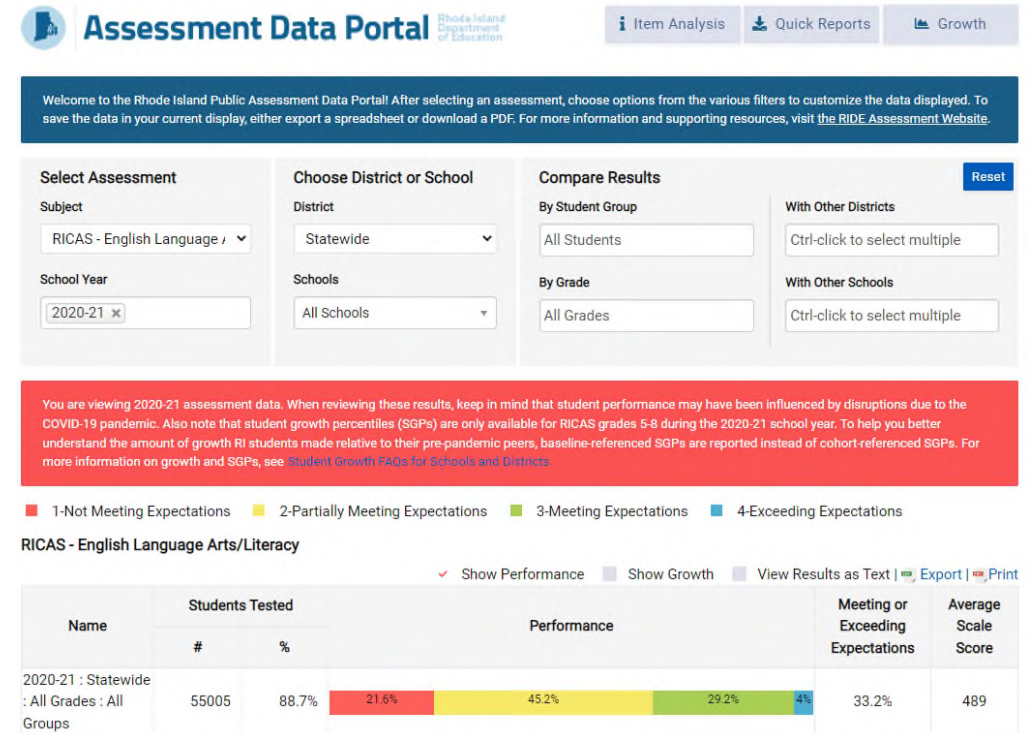 Assessment Data Portal
Rhode Island
Department
of Education
Item Analysis
Quick Reports
Growth
Welcome to the Rhode Island Public Assessment Data Portal! After selecting an assessment, choose options from the various filters to customize the data displayed. To
save the data in your current display, either export a spreadsheet or download a PDF. For more information and supporting resources, visit the RIDE Assessment Website.
Select Assessment
Subject
RICAS - English Language
School Year
2020-21 ×
Choose District or School
District
Statewide
Schools
All Schools
Compare Results
Reset
By Student Group
All Students
By Grade
All Grades
With Other Districts
Ctrl-click to select multiple
With Other Schools
Ctrl-click to select multiple
You are viewing 2020-21 assessment data. When reviewing these results, keep in mind that student performance may have been influenced by disruptions due to the
COVID-19 pandemic. Also note that student growth percentiles (SGPs) are only available for RICAS grades 5-8 during the 2020-21 school year. To help you better
understand the amount of growth RI students made relative to their pre-pandemic peers, baseline-referenced SGPs are reported instead of cohort-referenced SGPs. For
more information on growth and SGPs, see Student Growth FAQs for Schools and Districts.
1-Not Meeting Expectations 2-Partially Meeting Expectations 3-Meeting Expectations 4-Exceeding Expectations
RICAS - English Language Arts/Literacy
Show Performance Show Growth View Results as Text | Export | Print
Name
Students Tested
#
%
Performance
Meeting or
Exceeding
Expectations
Average
Scale
Score
2020-21 : Statewide
: All Grades : All
Groups
55005
88.7%
21.6%
45.2%
29.2%
4%
33.2%
489